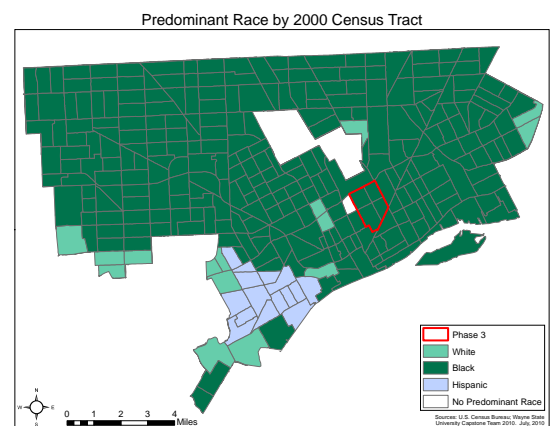 Predominant Race by 2000 Census Tract
Phase 3
White
Black
Hispanic
No Predominant Race
N
W
E
S
0 1 2 3 4
Miles
Sources: U.S. Census Bureau; Wayne State
University Capstone Team 2010. July, 2010